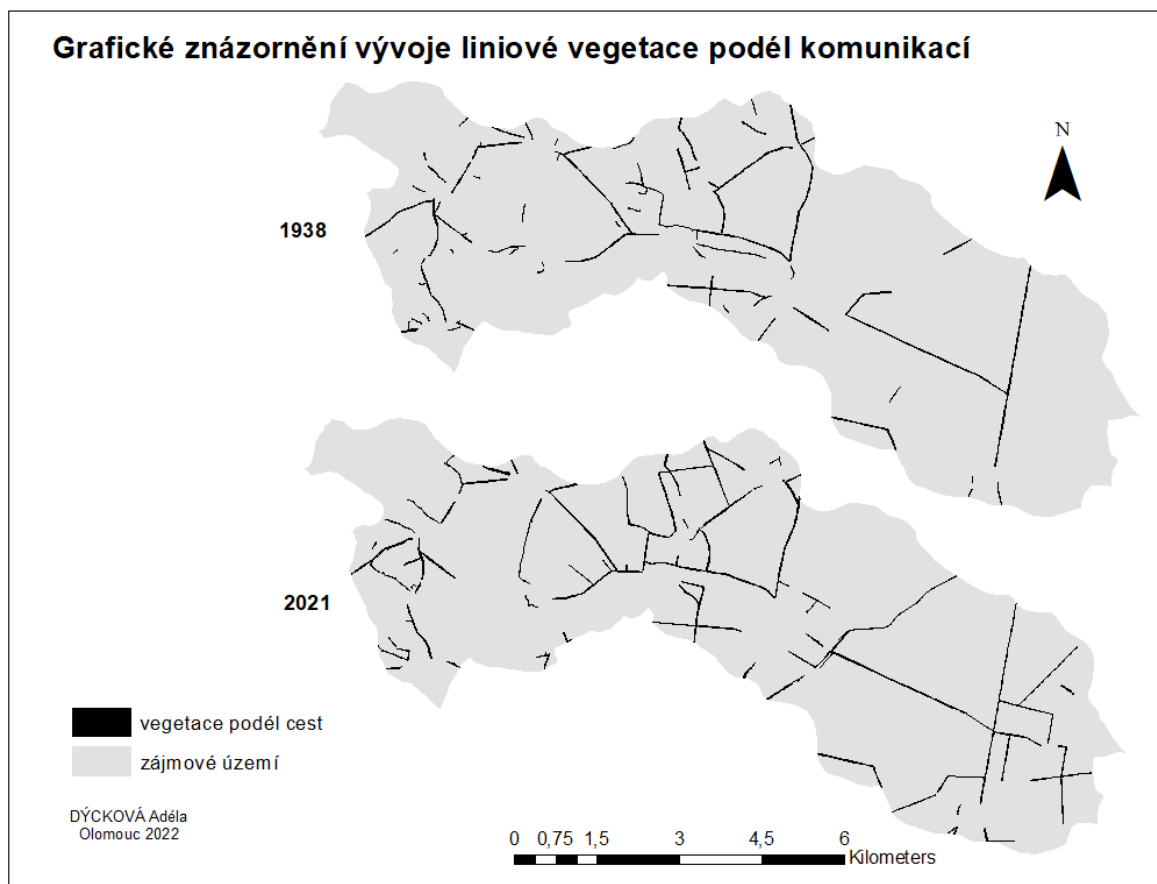 Grafické znázornění vývoje liniové vegetace podél komunikací
N
1938
2021
vegetace podél cest
zájmové území
DÝCKOVÁ Adéla
Olomouc 2022
0 0,75 1,5 3 4,5 6
Kilometers